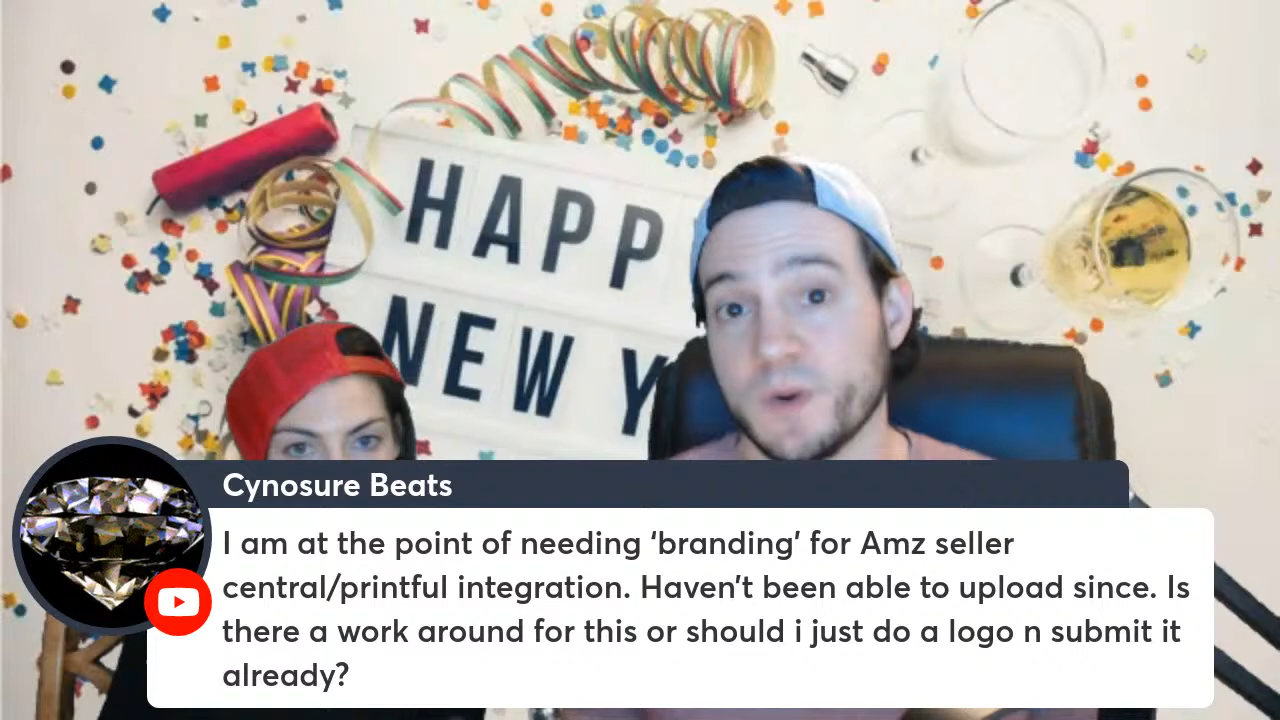 HAPP
NEW Y
Cynosure Beats
I am at the point of needing ‘branding’ for Amz seller
central/printful integration. Haven’t been able to upload since. Is
there a work around for this or should i just do a logo n submit it
already?